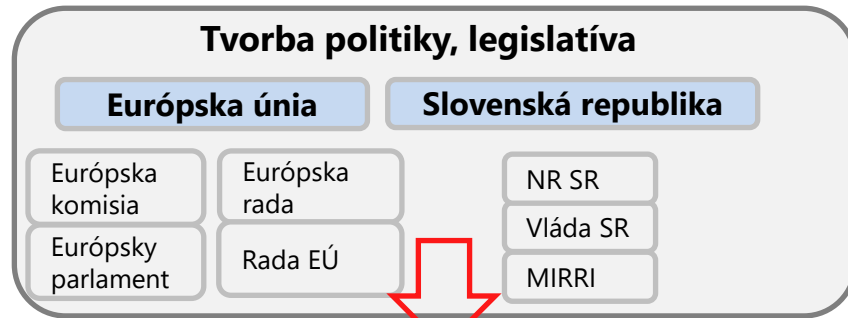 Tvorba politiky, legislatíva
Európska únia
Slovenská republika
Európska
komisia
Európska
rada
NR SR
Európsky
parlament
Rada EÚ
Vláda SR
MIRRI